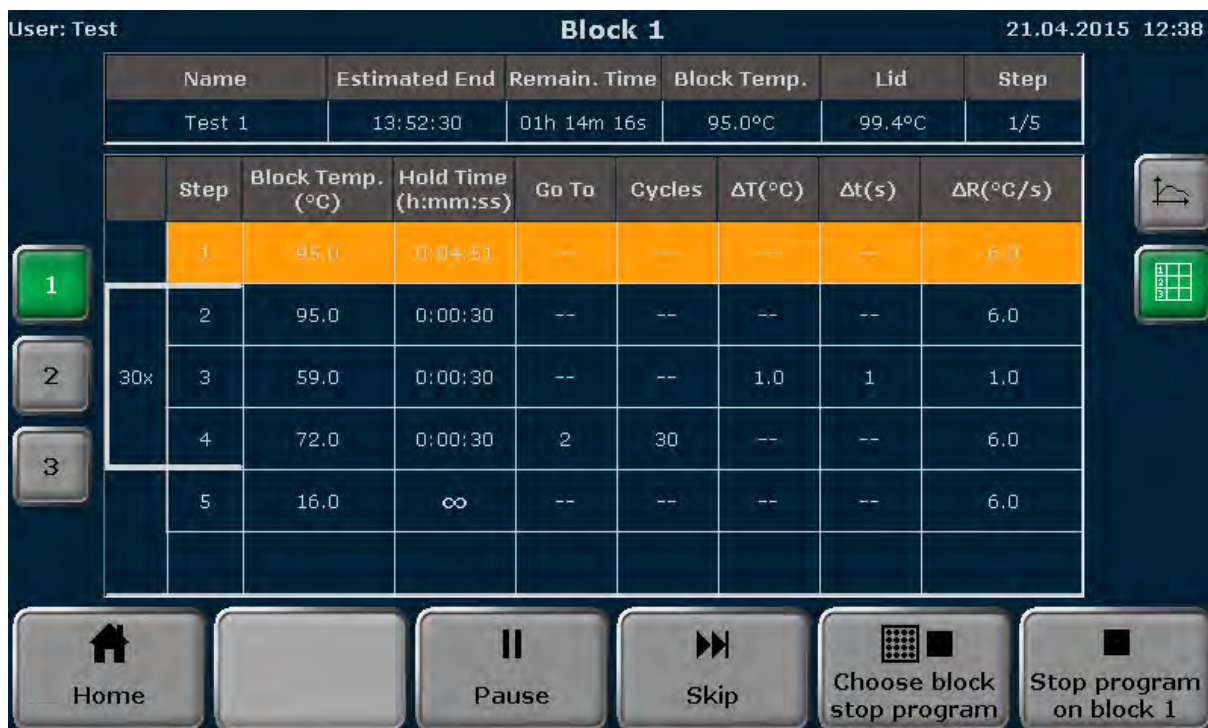 User: Test Block 1 21.04.2015 12:38
Name Estimated End Remain. Time Block Temp. Lid Step
Test 1 13:52:30 01h 14m 16s 95.0°C 99.4°C 1/5
Step Block Temp. (°C) Hold Time (h:mm:ss) Go To Cycles ΔT(°C) Δt(s) ΔR(°C/s)
1 95.0 0:04:51 -- -- -- -- 6.0
2 95.0 0:00:30 -- -- -- -- 6.0
30x 3 59.0 0:00:30 -- -- 1.0 1 1.0
4 72.0 0:00:30 2 30 -- -- 6.0
5 16.0 ∞ -- -- -- -- 6.0
1
2
3
1
2
3
Home Pause Skip Choose block stop program Stop program on block 1